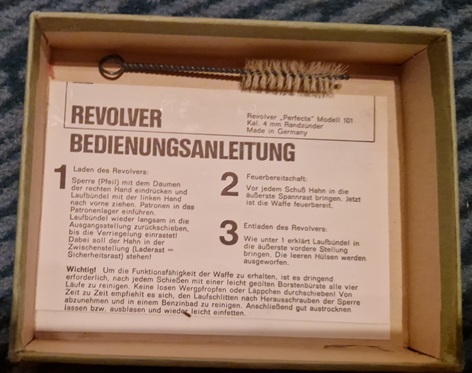 REVOLVER
Revolver „Perfecta" Modell 101
Kal. 4 mm Randzünder
Made in Germany
BEDIENUNGSANLEITUNG
1 Laden des Revolvers:
Sperre (Pfeil) mit dem Daumen
der rechten Hand eindrücken und
Laufbündel mit der linken Hand
nach vorne ziehen. Patronen in das
Patronenlager einführen.
Laufbündel wieder langsam in die
Ausgangsstellung zurückschieben,
bis die Verriegelung einrastet!
Dabei soll der Hahn in der
Zwischenstellung (Laderast =
Sicherheitsrast) stehen!
2 Feuerbereitschaft:
Vor jedem Schuß Hahn in die
äußerste Spannrast bringen. Jetzt
ist die Waffe feuerbereit.
3 Entladen des Revolvers:
Wie unter 1 erklärt Laufbündel in
die äußerst vordere Stellung
bringen. Die leeren Hülsen werden
ausgeworfen.
Wichtig! Um die Funktionsfähigkeit der Waffe zu erhalten, ist es dringend
erforderlich, nach jedem Schießen mit einer leicht geölten Borstenbürste alle vier
Läufe zu reinigen. Keine losen Wergpfropfen oder Läppchen durchschieben! Von
Zeit zu Zeit empfiehlt es sich, den Laufschlitten nach Herausschrauben der Sperre
abzunehmen und in einem Benzinbad zu reinigen. Anschließend gut austrocknen
lassen bzw. ausblasen und wieder leicht einfetten.